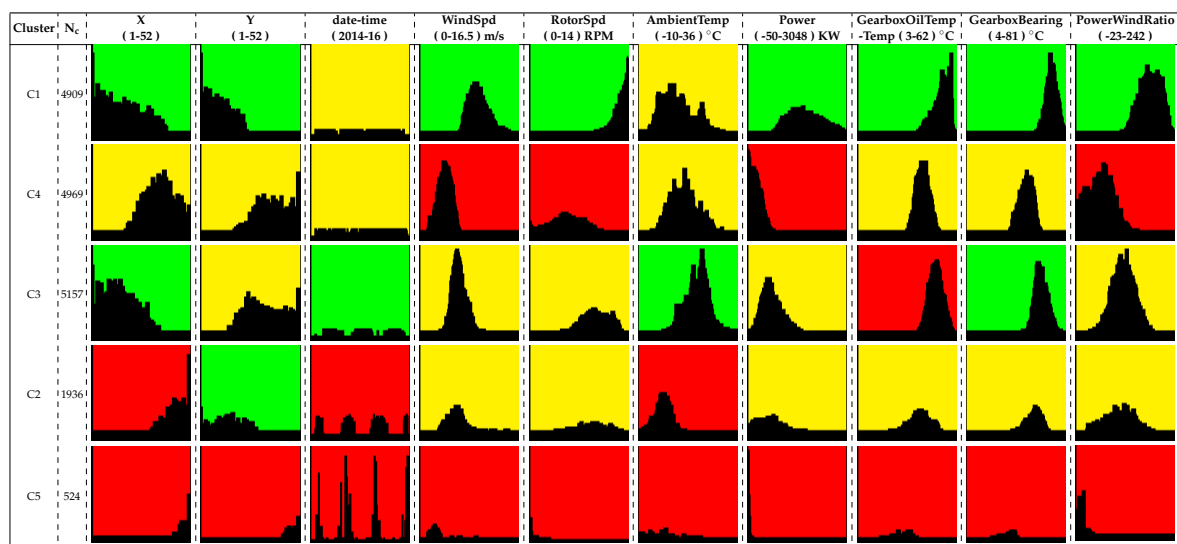 Cluster N_c X Y date-time WindSpd RotorSpd AmbientTemp Power GearboxOilTemp GearboxBearing PowerWindRatio
( 1-52) ( 1-52) (2014-16) (0-16.5) m/s (0-14) RPM (-10-36) °C (-50-3048) KW -Temp (3-62) °C (4-81) °C (-23-242)
C1 4909
C4 4969
C3 5157
C2 1936
C5 524